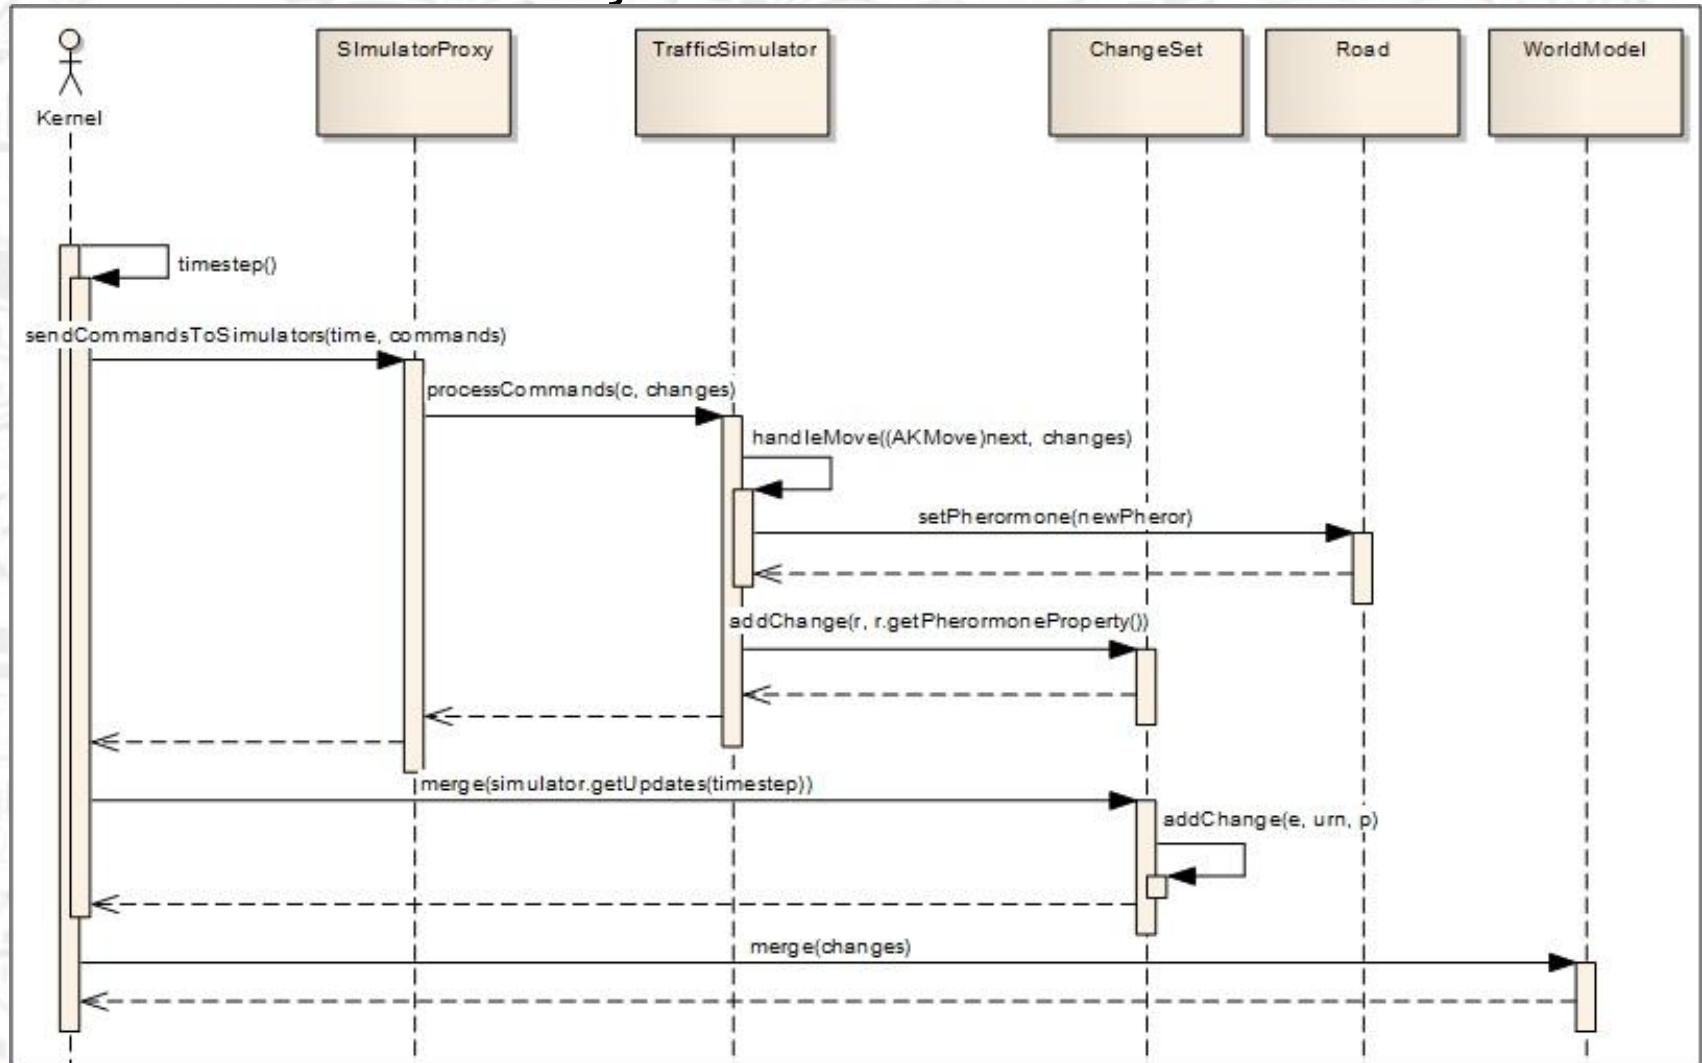 SImulatorProxy
TrafficSimulator
ChangeSet
Road
WorldModel
Kernel
timestep()
sendCommandsToSimulators(time, commands)
processCommands(c, changes)
handleMove((AKMove)next, changes)
setPherormone(newPheror)
addChange(r, r.getPherormoneProperty())
merge(simulator.getUpdates(timestep))
addChange(e, urn, p)
merge(changes)